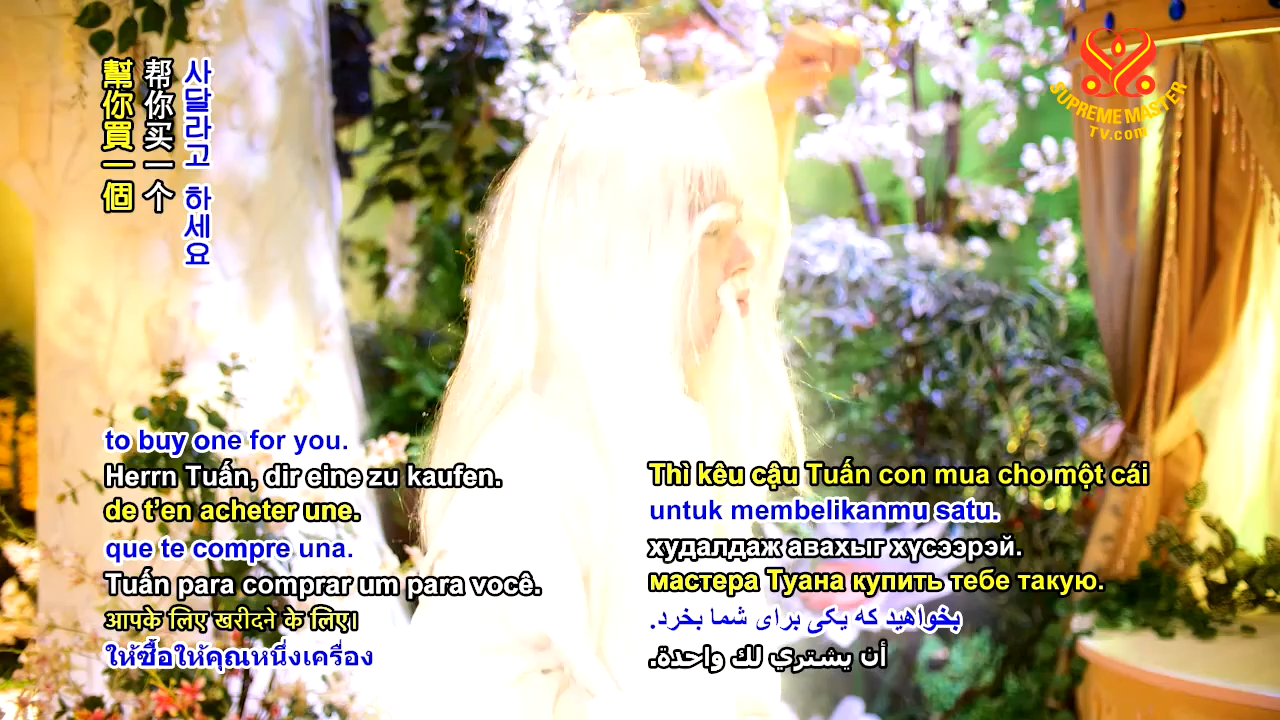 幫你買一個
帮你买一个
사달라고 하세요
SUPREME MASTER
TV.com
to buy one for you.
Herrn Tuấn, dir eine zu kaufen.
de t'en acheter une.
que te compre una.
Tuấn para comprar um para você.
आपके लिए खरीदने के लिए।
ให้ซื้อให้คุณหนึ่งเครื่อง
Thì kêu cậu Tuấn con mua cho một cái
untuk membelikanmu satu.
худалдаж авахыг хүсээрэй.
мастера Туана купить тебе такую.
بخواهید که یکی برای شما بخرد.
أن يشتري لك واحدة.